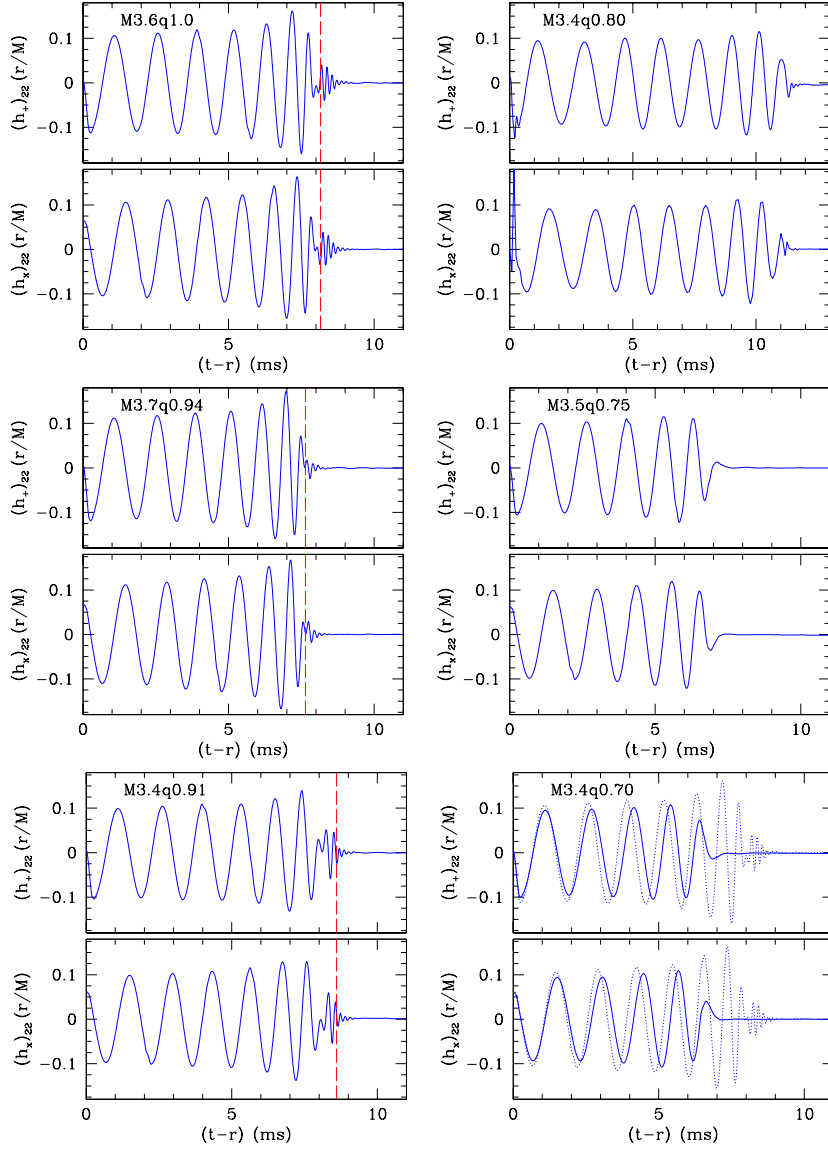 M3.6q1.0
0.1
0
−0.1
(h₊)₂₂(r/M)
0.1
0
−0.1
(hₓ)₂₂(r/M)
0 5 10
(t−r) (ms)
M3.4q0.80
0.1
0
−0.1
(h₊)₂₂(r/M)
0.1
0
−0.1
(hₓ)₂₂(r/M)
0 5 10
(t−r) (ms)
M3.7q0.94
0.1
0
−0.1
(h₊)₂₂(r/M)
0.1
0
−0.1
(hₓ)₂₂(r/M)
0 5 10
(t−r) (ms)
M3.5q0.75
0.1
0
−0.1
(h₊)₂₂(r/M)
0.1
0
−0.1
(hₓ)₂₂(r/M)
0 5 10
(t−r) (ms)
M3.4q0.91
0.1
0
−0.1
(h₊)₂₂(r/M)
0.1
0
−0.1
(hₓ)₂₂(r/M)
0 5 10
(t−r) (ms)
M3.4q0.70
0.1
0
−0.1
(h₊)₂₂(r/M)
0.1
0
−0.1
(hₓ)₂₂(r/M)
0 5 10
(t−r) (ms)